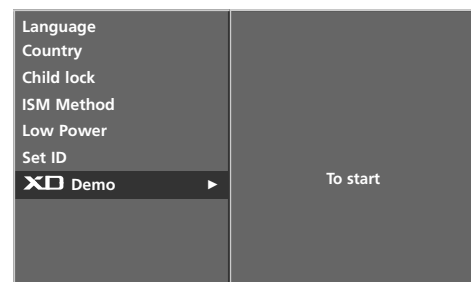 Language
Country
Child lock
ISM Method
Low Power
Set ID
XD Demo ►
To start